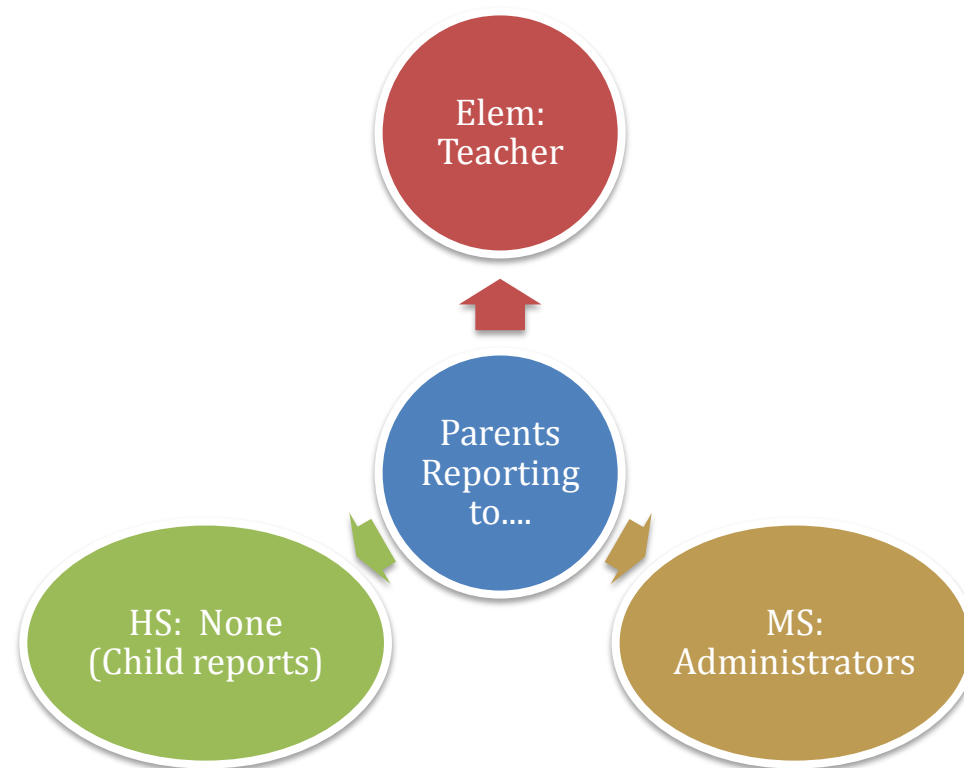 Elem:
Teacher
Parents
Reporting
to....
HS:  None
(Child reports)
MS:
Administrators